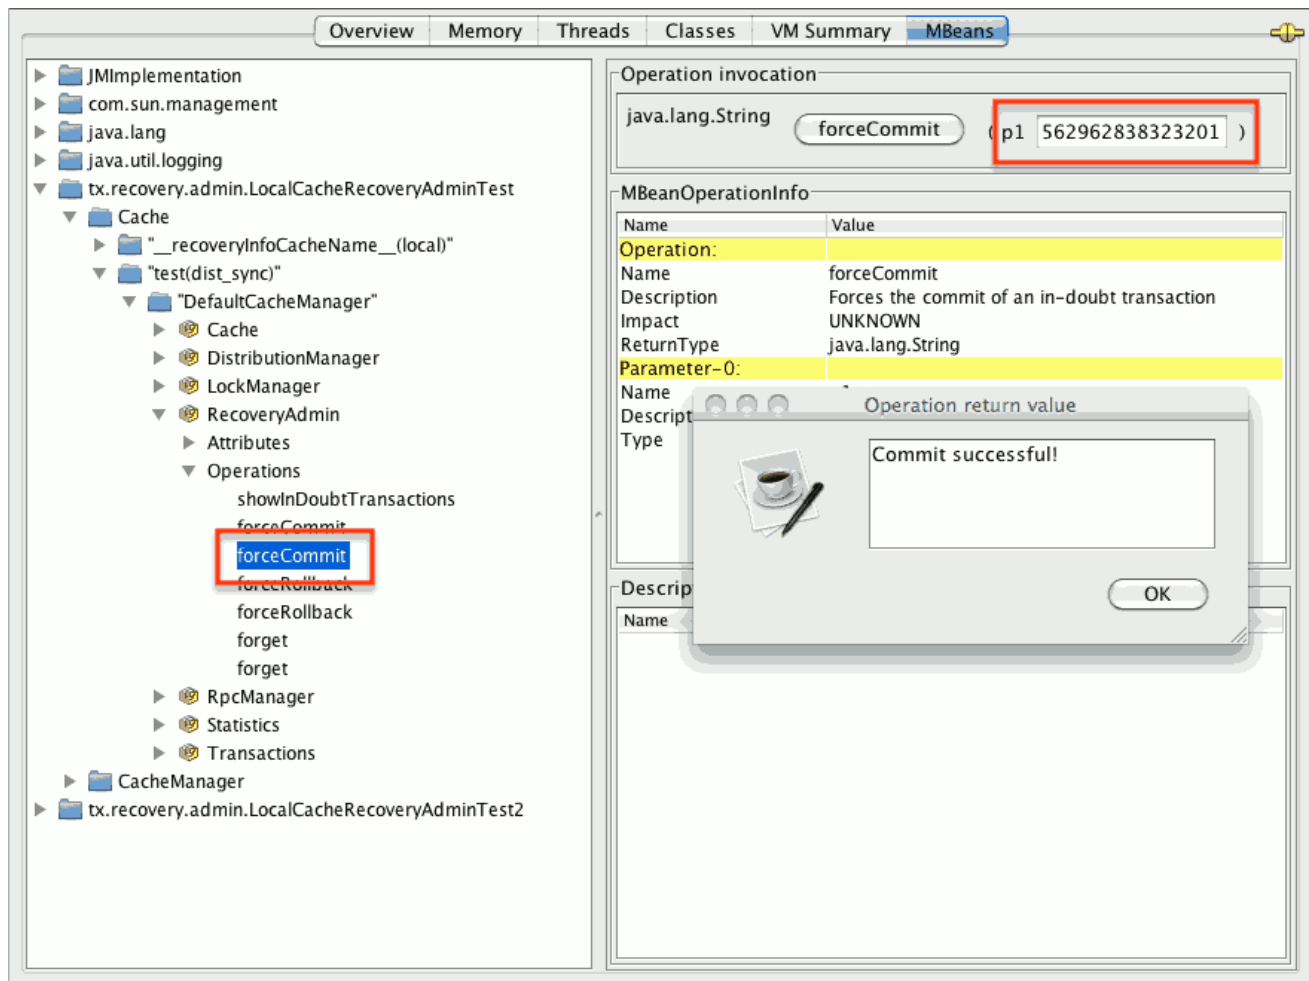 Overview Memory Threads Classes VM Summary MBeans
JMImplementation
com.sun.management
java.lang
java.util.logging
tx.recovery.admin.LocalCacheRecoveryAdminTest
Cache
"__recoveryInfoCacheName__(local)"
"test(dist_sync)"
"DefaultCacheManager"
Cache
DistributionManager
LockManager
RecoveryAdmin
Attributes
Operations
showInDoubtTransactions
forceCommit
forceCommit
forceRollback
forceRollback
forget
forget
RpcManager
Statistics
Transactions
CacheManager
tx.recovery.admin.LocalCacheRecoveryAdminTest2
Operation invocation
java.lang.String forceCommit ( p1 562962838323201 )
MBeanOperationInfo
Name Value
Operation:
Name forceCommit
Description Forces the commit of an in-doubt transaction
Impact UNKNOWN
ReturnType java.lang.String
Parameter-0:
Name
Descript
Type
Operation return value
Commit successful!
OK
Descrip
Name